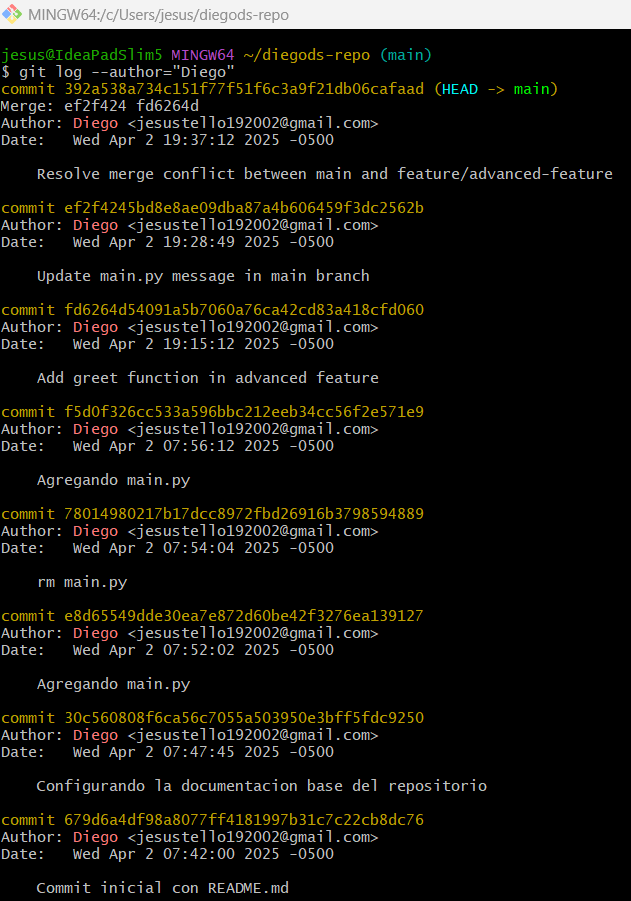 MINGW64:/c/Users/jesus/diegods-repo
jesus@IdeaPadSlim5 MINGW64 ~/diegods-repo (main)
$ git log --author="Diego"
commit 392a538a734c151f77f51f6c3a9f21db06cafaad (HEAD -> main)
Merge: ef2f424 fd6264d
Author: Diego <jesustello192002@gmail.com>
Date:   Wed Apr 2 19:37:12 2025 -0500
Resolve merge conflict between main and feature/advanced-feature
commit ef2f4245bd8e8ae09dba87a4b606459f3dc2562b
Author: Diego <jesustello192002@gmail.com>
Date:   Wed Apr 2 19:28:49 2025 -0500
Update main.py message in main branch
commit fd6264d54091a5b7060a76ca42cd83a418cfd060
Author: Diego <jesustello192002@gmail.com>
Date:   Wed Apr 2 19:15:12 2025 -0500
Add greet function in advanced feature
commit f5d0f326cc533a596bbc212eeb34cc56f2e571e9
Author: Diego <jesustello192002@gmail.com>
Date:   Wed Apr 2 07:56:12 2025 -0500
Agregando main.py
commit 78014980217b17dcc8972fbd26916b3798594889
Author: Diego <jesustello192002@gmail.com>
Date:   Wed Apr 2 07:54:04 2025 -0500
rm main.py
commit e8d65549dde30ea7e872d60be42f3276ea139127
Author: Diego <jesustello192002@gmail.com>
Date:   Wed Apr 2 07:52:02 2025 -0500
Agregando main.py
commit 30c560808f6ca56c7055a503950e3bff5fdc9250
Author: Diego <jesustello192002@gmail.com>
Date:   Wed Apr 2 07:47:45 2025 -0500
Configurando la documentacion base del repositorio
commit 679d6a4df98a8077ff4181997b31c7c22cb8dc76
Author: Diego <jesustello192002@gmail.com>
Date:   Wed Apr 2 07:42:00 2025 -0500
Commit inicial con README.md